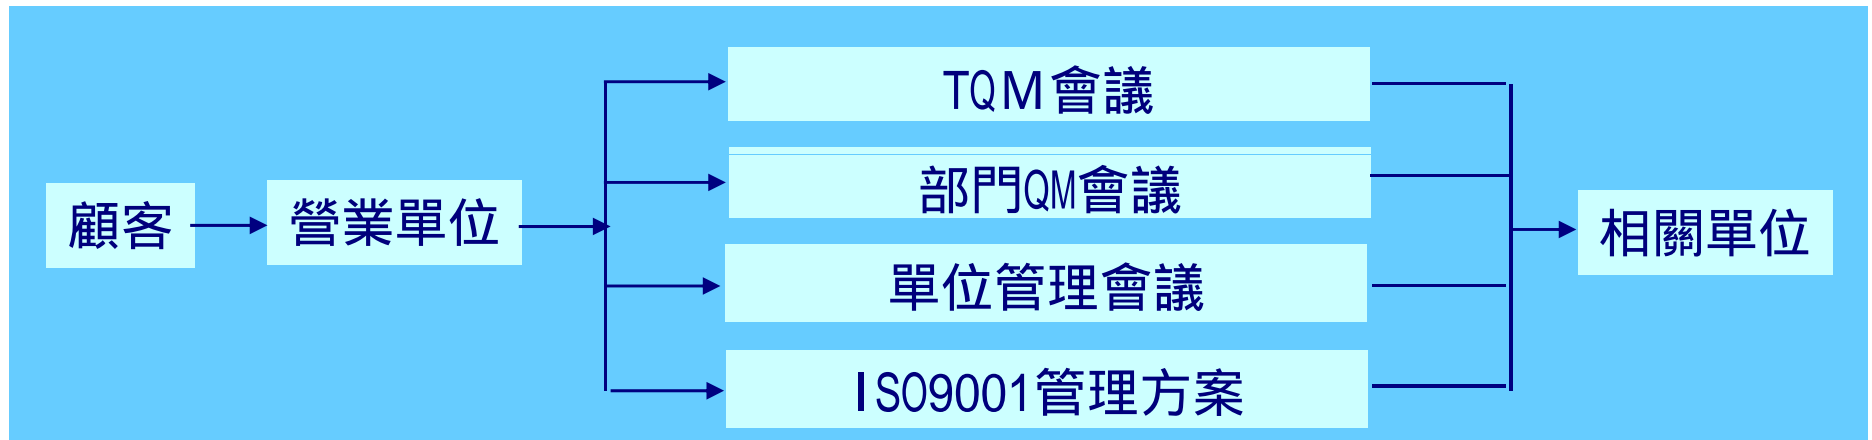 顧客
營業單位
TQM會議
部門QM會議
單位管理會議
ISO9001管理方案
相關單位